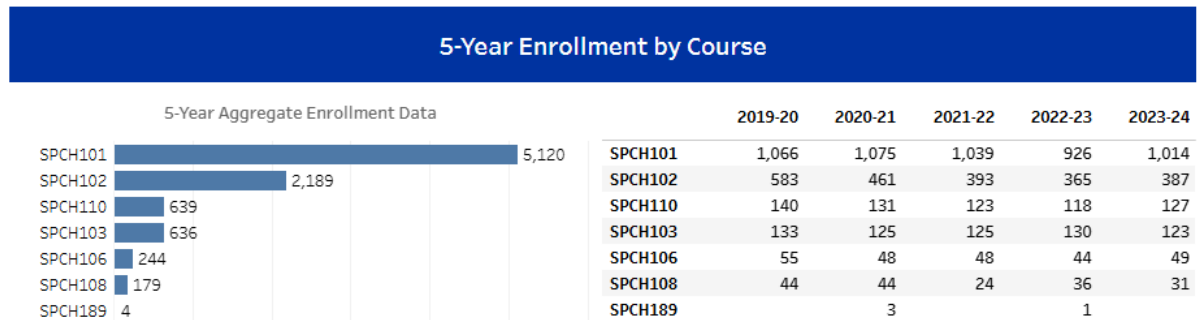 5-Year Enrollment by Course
5-Year Aggregate Enrollment Data
SPCH101 5,120
SPCH102 2,189
SPCH110 639
SPCH103 636
SPCH106 244
SPCH108 179
SPCH189 4
2019-20 2020-21 2021-22 2022-23 2023-24
SPCH101 1,066 1,075 1,039 926 1,014
SPCH102 583 461 393 365 387
SPCH110 140 131 123 118 127
SPCH103 133 125 125 130 123
SPCH106 55 48 48 44 49
SPCH108 44 44 24 36 31
SPCH189 3 1